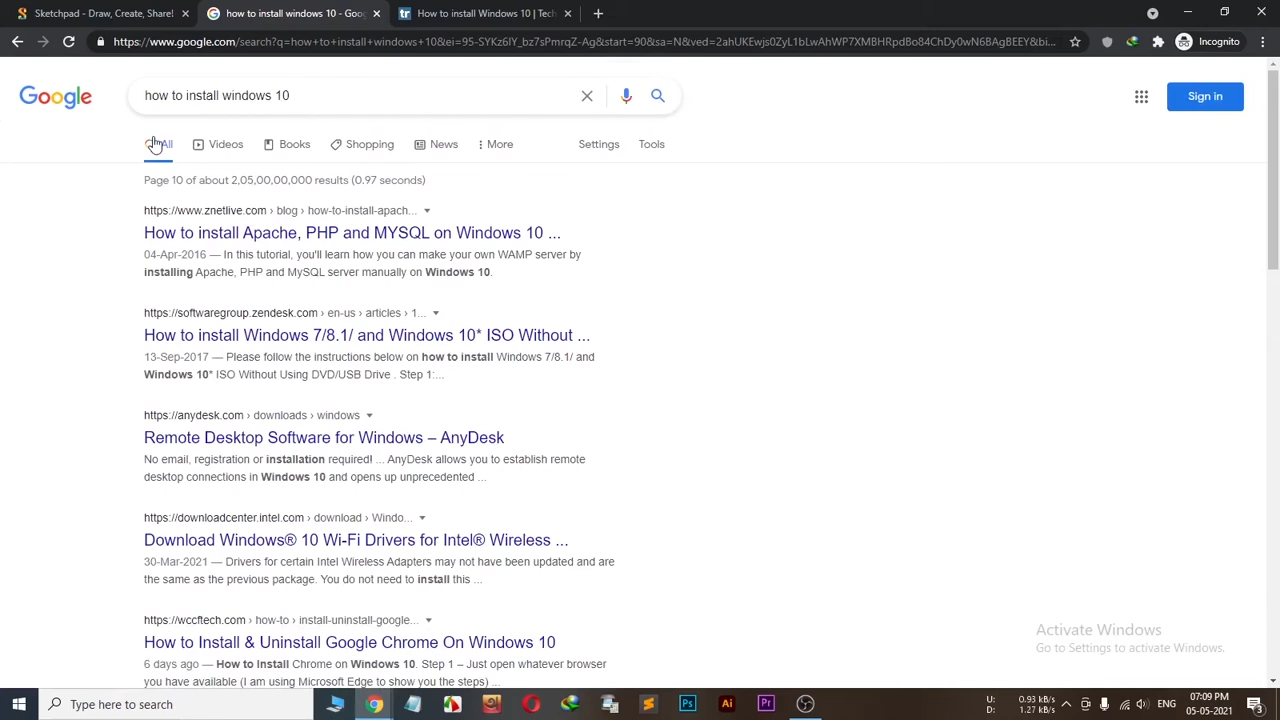 Sketchpad - Draw, Create, Share!
how to install windows 10 - Goo
How to install Windows 10 | Tech
https://www.google.com/search?q=how+to+install+windows+10&ei=95-SYKz6IY_bz7sPmrqZ-Ag&start=90&sa=N&ved=2ahUKEwjs0ZyL1bLwAhWP7XMBHRpdBo84ChDy0wN6BAgBEEY&bi...
Incognito
Google
how to install windows 10
Sign in
All
Videos
Books
Shopping
News
More
Settings
Tools
Page 10 of about 2,05,00,00,000 results (0.97 seconds)
https://www.znetlive.com › blog › how-to-install-apach...
How to install Apache, PHP and MYSQL on Windows 10 ...
04-Apr-2016 — In this tutorial, you'll learn how you can make your own WAMP server by
installing Apache, PHP and MySQL server manually on Windows 10.
https://softwaregroup.zendesk.com › en-us › articles › 1...
How to install Windows 7/8.1/ and Windows 10* ISO Without ...
13-Sep-2017 — Please follow the instructions below on how to install Windows 7/8.1/ and
Windows 10* ISO Without Using DVD/USB Drive . Step 1:...
https://anydesk.com › downloads › windows
Remote Desktop Software for Windows – AnyDesk
No email, registration or installation required! ... AnyDesk allows you to establish remote
desktop connections in Windows 10 and opens up unprecedented ...
https://downloadcenter.intel.com › download › Windo...
Download Windows® 10 Wi-Fi Drivers for Intel® Wireless ...
30-Mar-2021 — Drivers for certain Intel Wireless Adapters may not have been updated and are
the same as the previous package. You do not need to install this ...
https://wccftech.com › how-to › install-uninstall-google...
How to Install & Uninstall Google Chrome On Windows 10
6 days ago — How to Install Chrome on Windows 10. Step 1 – Just open whatever browser
you have available (I am using Microsoft Edge to show you the steps) ...
Activate Windows
Go to Settings to activate Windows.
Type here to search
Ps
Ai
Pr
U: 0.93 kB/s
D: 1.27 kB/s
ENG
07:09 PM
05-05-2021
3